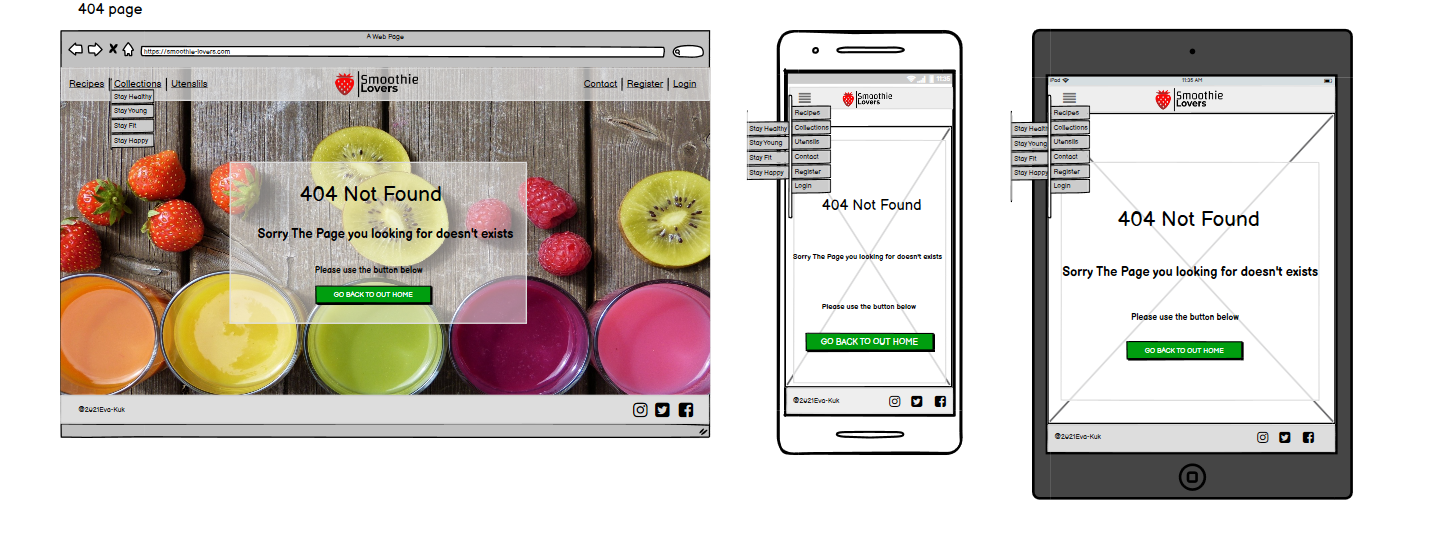 404 page
A Web Page
https://smoothie-lovers.com
Recipes | Collections | Utensliis
Smoothie
Lovers
Contact | Register | Login
Stay Healthy
Stay Young
Stay Fit
Stay Happy
404 Not Found
Sorry The Page you looking for doesn't exists
Please use the button below
GO BACK TO OUT HOME
@2021Eva-Kuk
11:35
Smoothie
Lovers
Recipes
Collections
Utensils
Contact
Register
Login
Stay Healthy
Stay Young
Stay Fit
Stay Happy
404 Not Found
Sorry The Page you looking for doesn't exists
Please use the button below
GO BACK TO OUT HOME
@2021Eva-Kuk
iPad
11:35 AM
Smoothie
Lovers
Recipes
Collections
Utensils
Contact
Register
Login
Stay Health
Stay Young
Stay Fit
Stay Happy
404 Not Found
Sorry The Page you looking for doesn't exists
Please use the button below
GO BACK TO OUT HOME
@2021Eva-Kuk